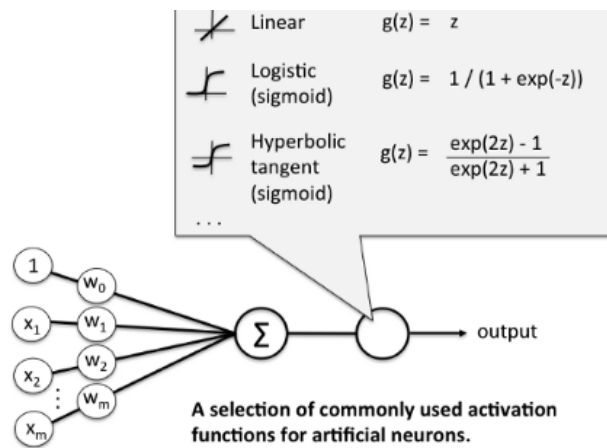 Linear g(z) = z
Logistic g(z) = 1 / (1 + exp(-z))
(sigmoid)
Hyperbolic g(z) = exp(2z) - 1
tangent exp(2z) + 1
(sigmoid)
...
1 w0
x1 w1 Σ output
x2 w2
⋮ wm
xm
A selection of commonly used activation
functions for artificial neurons.